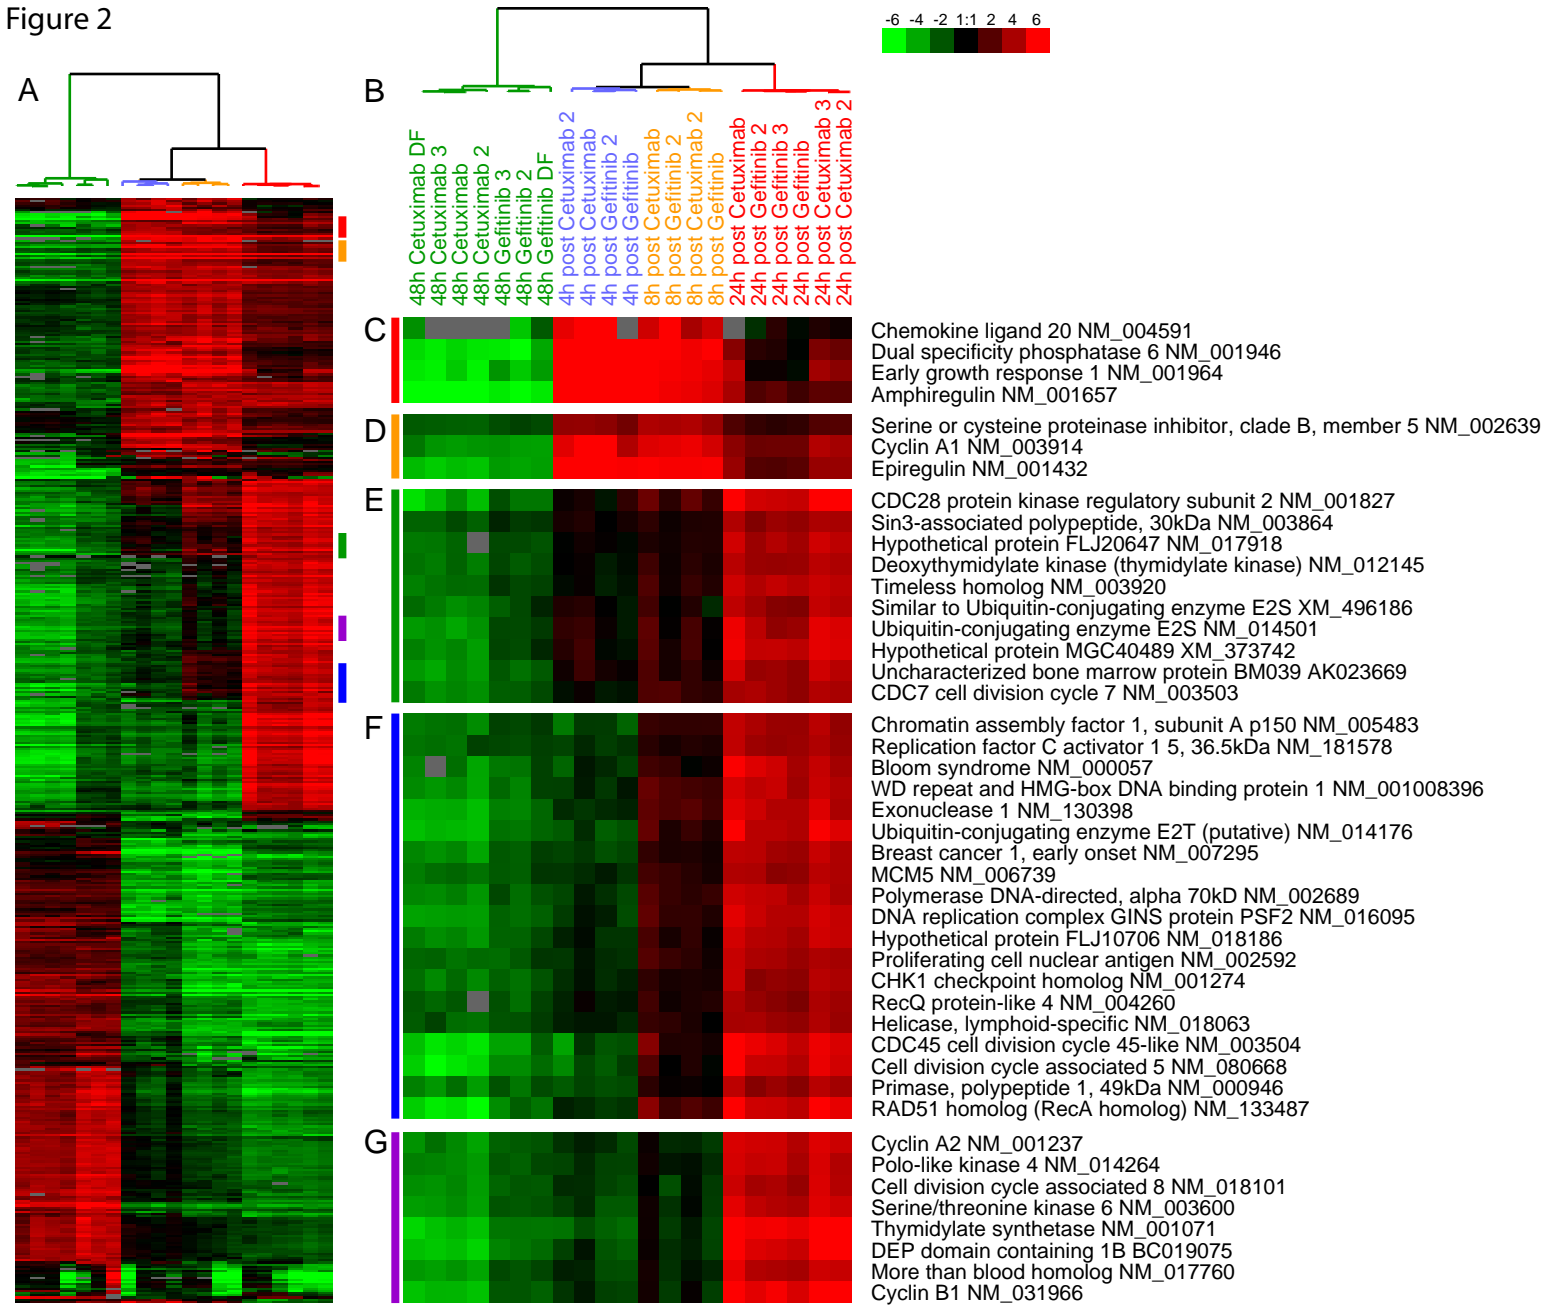 Figure 2
-6 -4 -2 1:1 2 4 6
A
B
48h Cetuximab DF
48h Cetuximab 3
48h Cetuximab
48h Cetuximab 2
48h Gefitinib 3
48h Gefitinib 2
48h Gefitinib DF
4h post Cetuximab 2
4h post Cetuximab
4h post Gefitinib 2
4h post Gefitinib
8h post Cetuximab
8h post Gefitinib 2
8h post Cetuximab 2
8h post Gefitinib
24h post Cetuximab
24h post Gefitinib 2
24h post Gefitinib 3
24h post Gefitinib
24h post Cetuximab 3
24h post Cetuximab 2
C
Chemokine ligand 20 NM_004591
Dual specificity phosphatase 6 NM_001946
Early growth response 1 NM_001964
Amphiregulin NM_001657
D
Serine or cysteine proteinase inhibitor, clade B, member 5 NM_002639
Cyclin A1 NM_003914
Epiregulin NM_001432
E
CDC28 protein kinase regulatory subunit 2 NM_001827
Sin3-associated polypeptide, 30kDa NM_003864
Hypothetical protein FLJ20647 NM_017918
Deoxythymidylate kinase (thymidylate kinase) NM_012145
Timeless homolog NM_003920
Similar to Ubiquitin-conjugating enzyme E2S XM_496186
Ubiquitin-conjugating enzyme E2S NM_014501
Hypothetical protein MGC40489 XM_373742
Uncharacterized bone marrow protein BM039 AK023669
CDC7 cell division cycle 7 NM_003503
F
Chromatin assembly factor 1, subunit A p150 NM_005483
Replication factor C activator 1 5, 36.5kDa NM_181578
Bloom syndrome NM_000057
WD repeat and HMG-box DNA binding protein 1 NM_001008396
Exonuclease 1 NM_130398
Ubiquitin-conjugating enzyme E2T (putative) NM_014176
Breast cancer 1, early onset NM_007295
MCM5 NM_006739
Polymerase DNA-directed, alpha 70kD NM_002689
DNA replication complex GINS protein PSF2 NM_016095
Hypothetical protein FLJ10706 NM_018186
Proliferating cell nuclear antigen NM_002592
CHK1 checkpoint homolog NM_001274
RecQ protein-like 4 NM_004260
Helicase, lymphoid-specific NM_018063
CDC45 cell division cycle 45-like NM_003504
Cell division cycle associated 5 NM_080668
Primase, polypeptide 1, 49kDa NM_000946
RAD51 homolog (RecA homolog) NM_133487
G
Cyclin A2 NM_001237
Polo-like kinase 4 NM_014264
Cell division cycle associated 8 NM_018101
Serine/threonine kinase 6 NM_003600
Thymidylate synthetase NM_001071
DEP domain containing 1B BC019075
More than blood homolog NM_017760
Cyclin B1 NM_031966